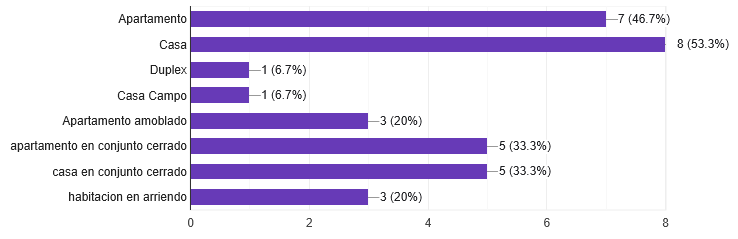 Apartamento 7 (46.7%)
Casa 8 (53.3%)
Duplex 1 (6.7%)
Casa Campo 1 (6.7%)
Apartamento amoblado 3 (20%)
apartamento en conjunto cerrado 5 (33.3%)
casa en conjunto cerrado 5 (33.3%)
habitacion en arriendo 3 (20%)
0 2 4 6 8